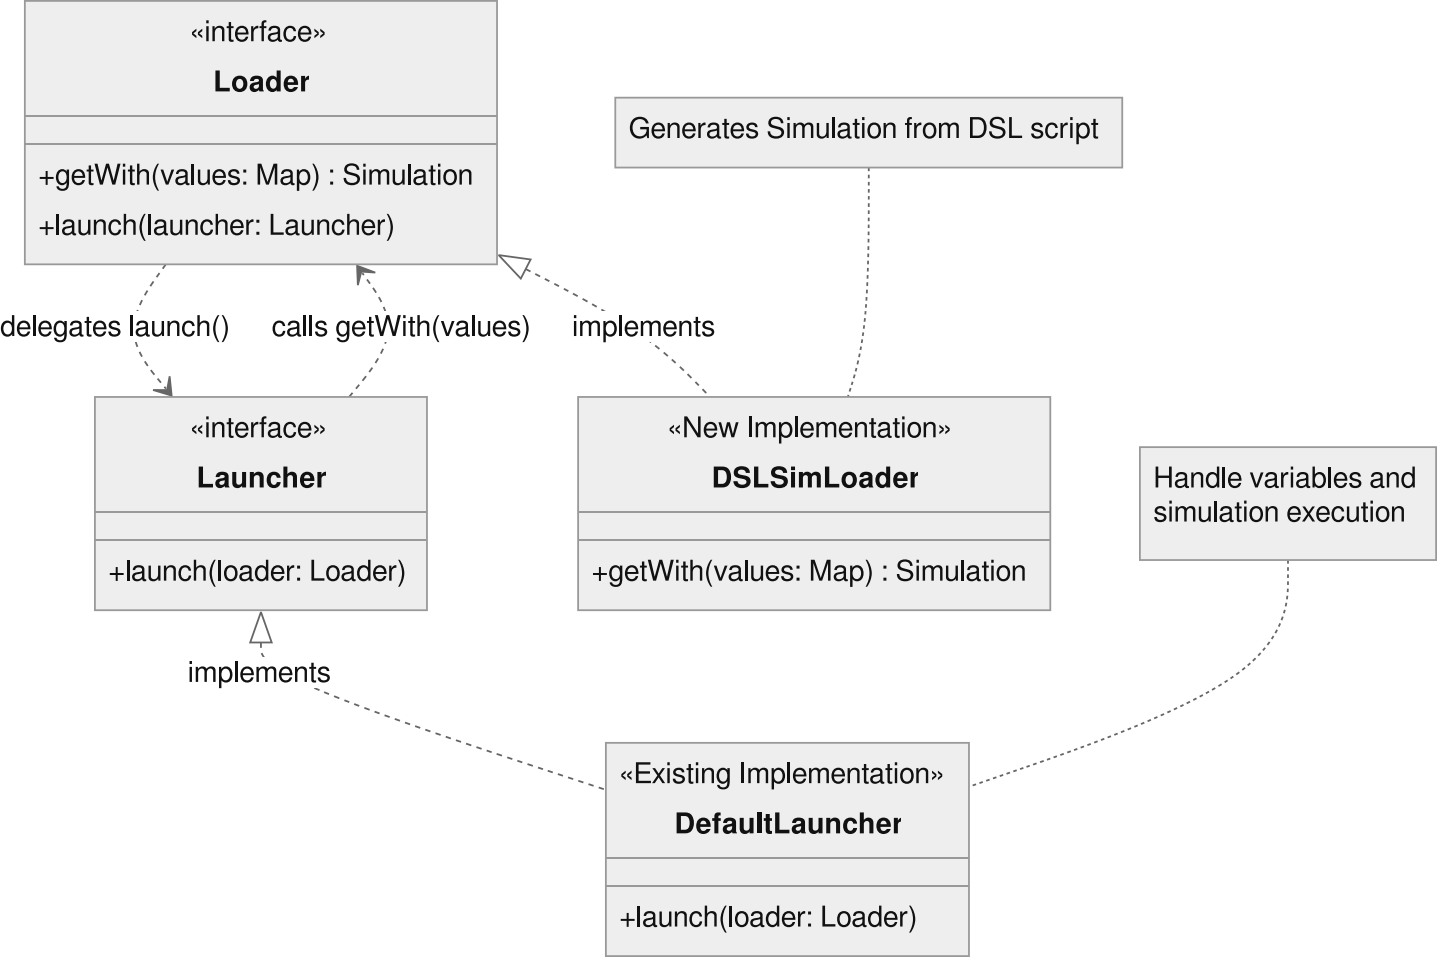 «interface»
Loader
+getWith(values: Map) : Simulation
+launch(launcher: Launcher)
Generates Simulation from DSL script
delegates launch()
calls getWith(values)
implements
«interface»
Launcher
+launch(loader: Loader)
«New Implementation»
DSLSimLoader
+getWith(values: Map) : Simulation
Handle variables and
simulation execution
implements
«Existing Implementation»
DefaultLauncher
+launch(loader: Loader)